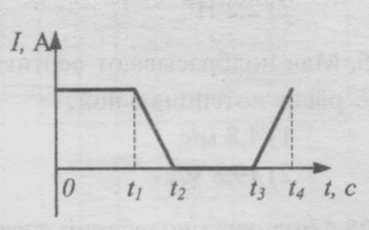 I, A
0 t₁ t₂ t₃ t₄ t, c